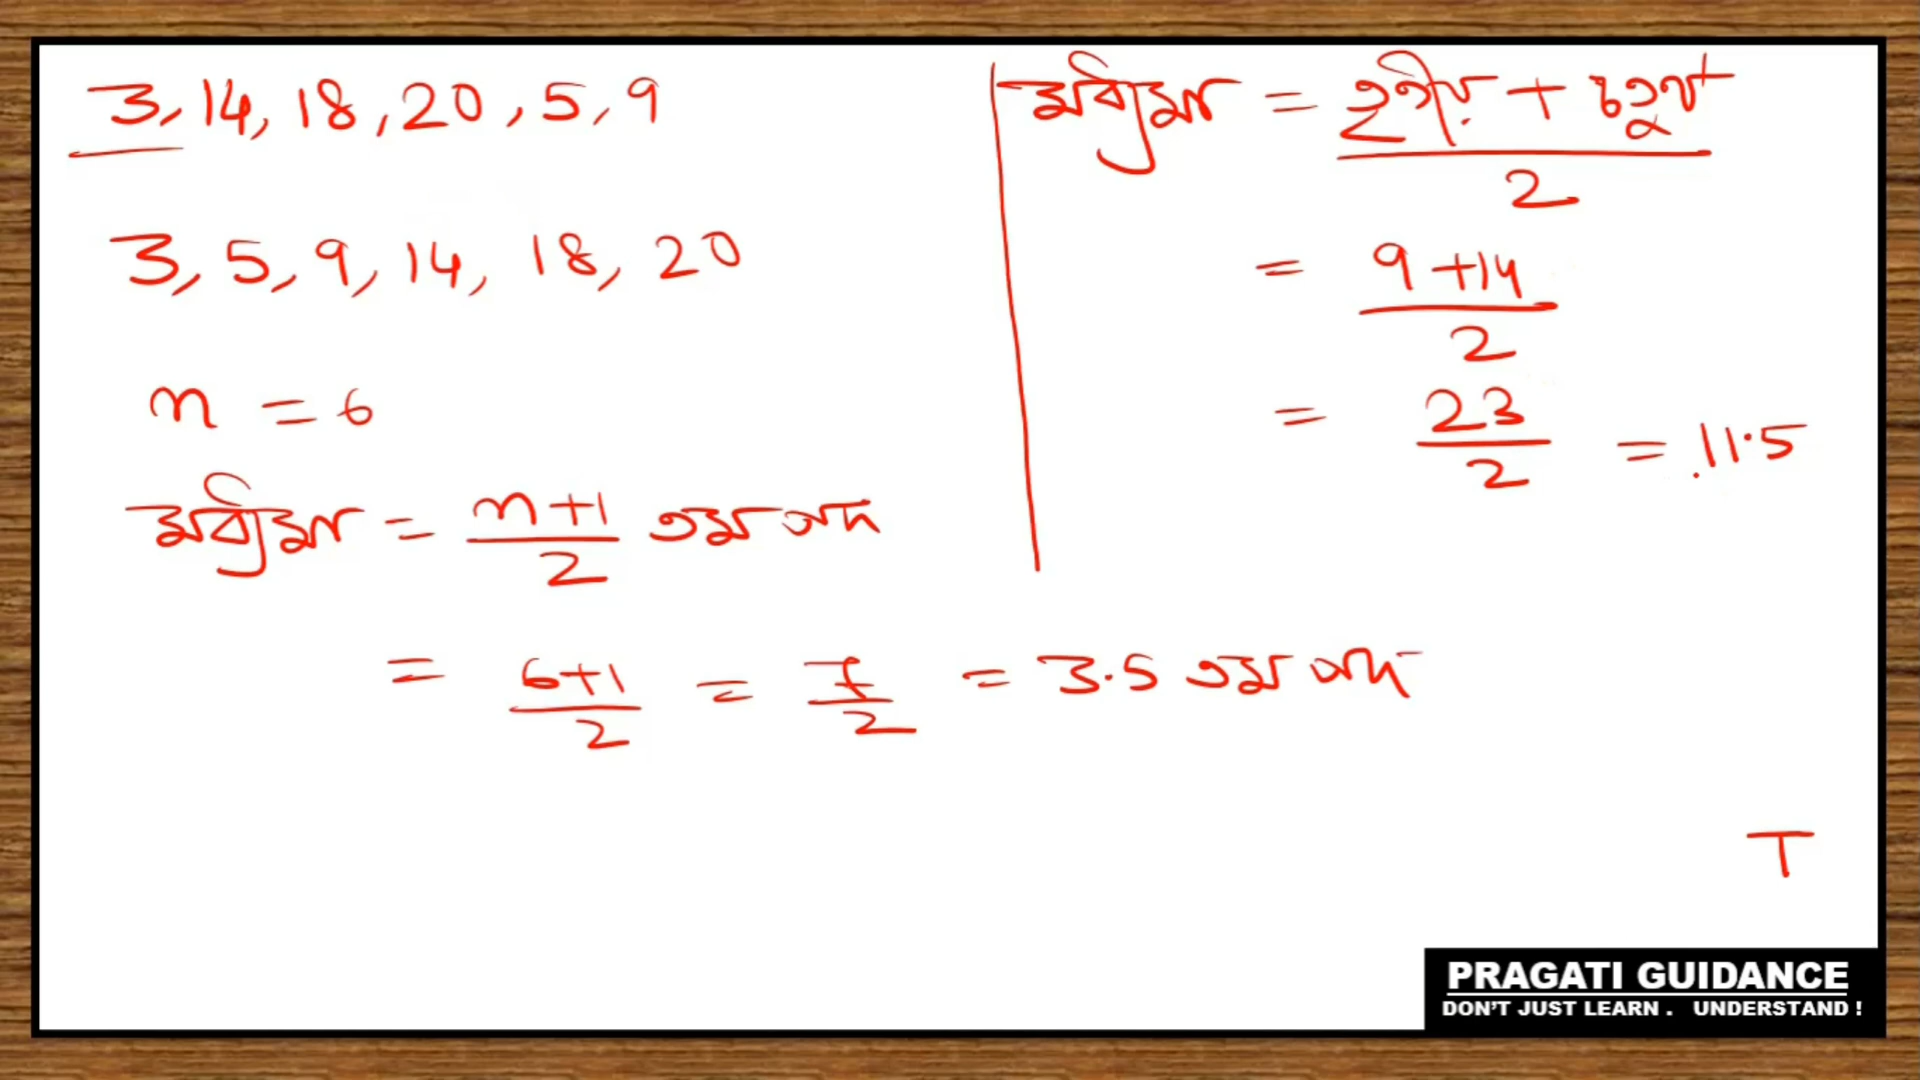 3, 14, 18, 20, 5, 9
3, 5, 9, 14, 18, 20
n = 6
মধ্যিমা = n+1/2 তম পদ
= 6+1/2 = 7/2 = 3.5 তম পদ
মধ্যিমা = তৃতীয় + চতুর্থ/2
= 9+14/2
= 23/2 = 11.5
T
PRAGATI GUIDANCE
DON'T JUST LEARN . UNDERSTAND !